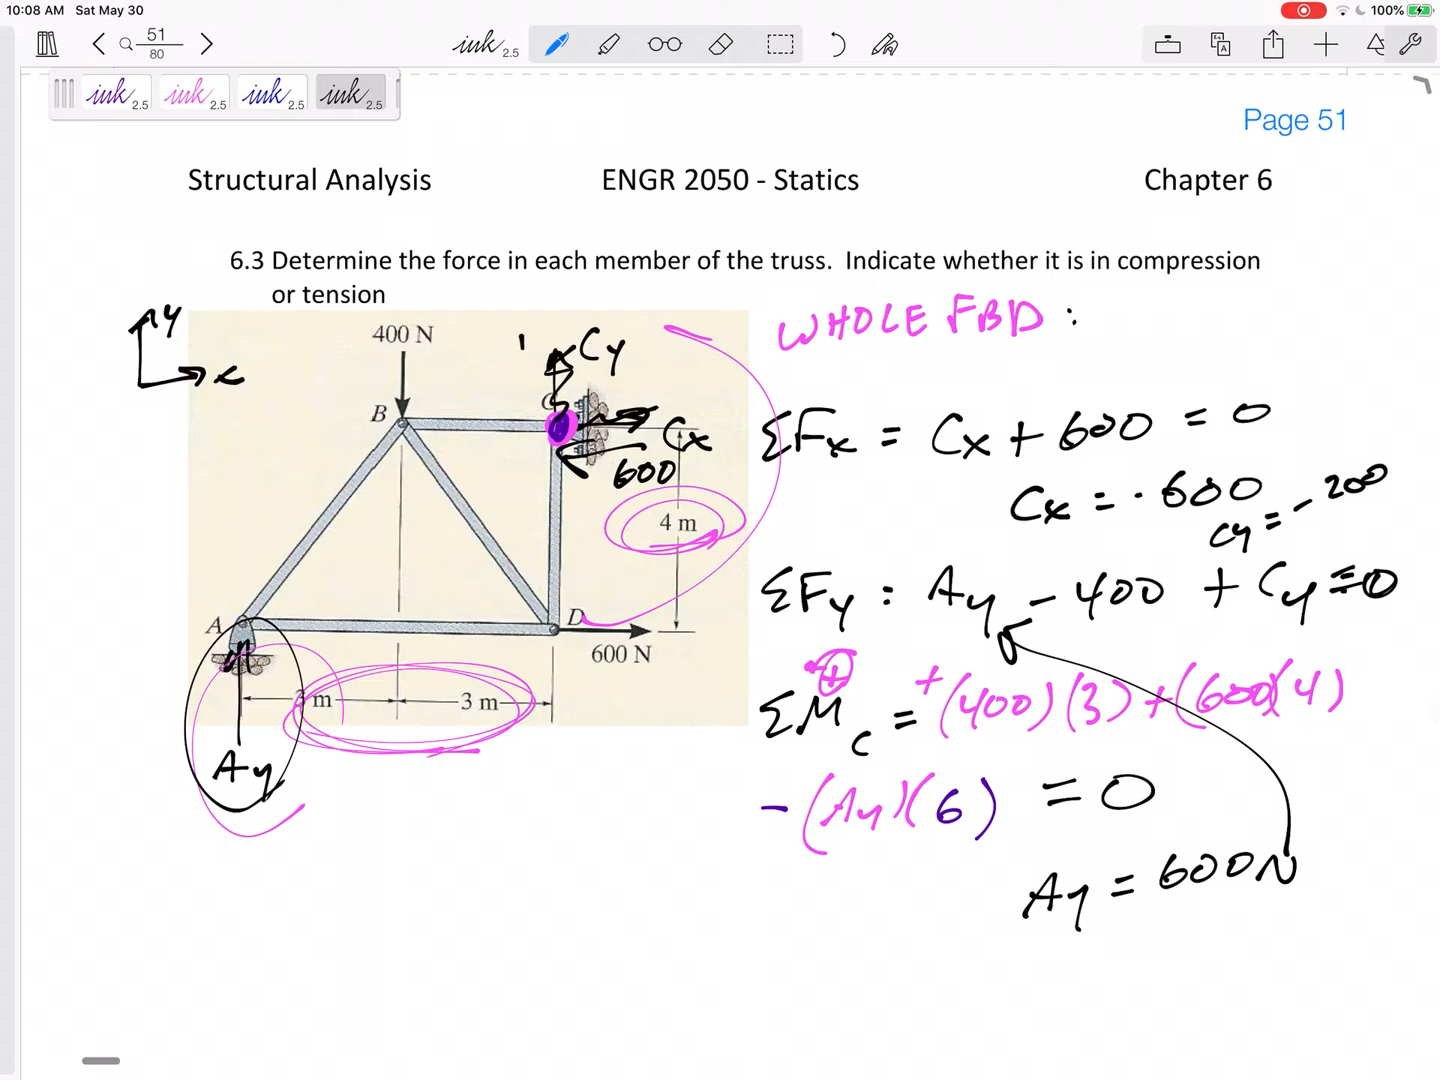 10:08 AM Sat May 30
100%
51
80
ink 2.5
ink 2.5
ink 2.5
ink 2.5
ink 2.5
Page 51
Structural Analysis ENGR 2050 - Statics Chapter 6
6.3 Determine the force in each member of the truss. Indicate whether it is in compression
or tension
y
x
400 N
Cy
B
C
Cx
600
4 m
A
D
600 N
3 m
3 m
Ay
WHOLE FBD :
ΣFx = Cx + 600 = 0
Cx = -600
Cy = -200
ΣFy : Ay - 400 + Cy = 0
+
ΣMc = +(400)(3) + (600)(4)
- (Ay)(6) = 0
Ay = 600N